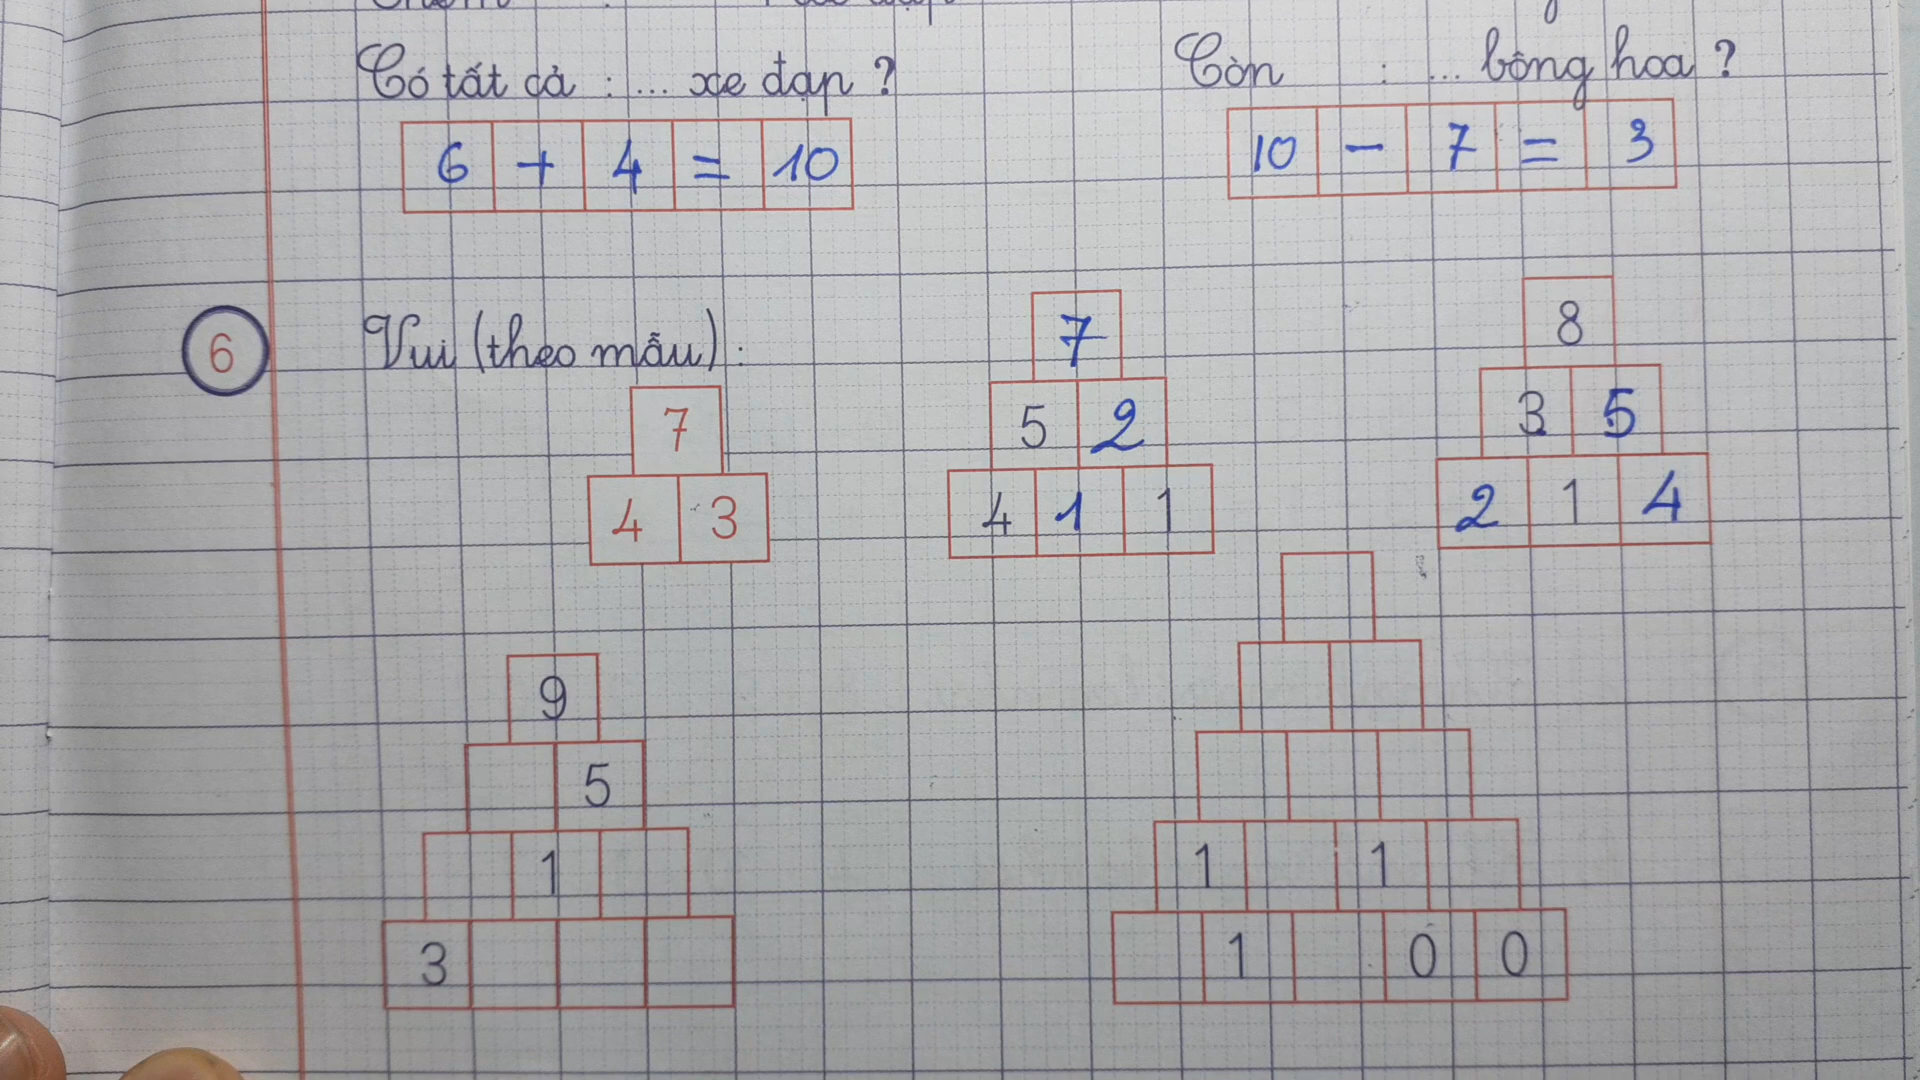 Có tất cả : ... xe đạp ?
Còn : ... bông hoa ?
6 + 4 = 10
10 - 7 = 3
6 Vui (theo mẫu) :
7
4 3
7
5 2
4 1 1
8
3 5
2 1 4
9
5
1
3
1 1
1 0 0